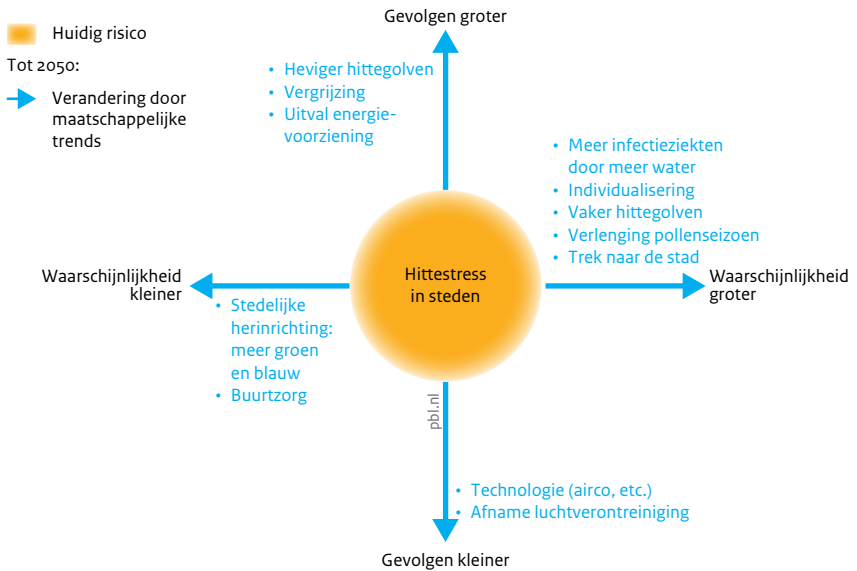 Gevolgen groter
Huidig risico
Tot 2050:
Verandering door
maatschappelijke
trends
• Heviger hittegolven
• Vergrijzing
• Uitval energie-
voorziening
• Meer infectieziekten
door meer water
• Individualisering
• Vaker hittegolven
• Verlenging pollenseizoen
• Trek naar de stad
Waarschijnlijkheid
kleiner
Hittestress
in steden
Waarschijnlijkheid
groter
• Stedelijke
herinrichting:
meer groen
en blauw
• Buurtzorg
pbl.nl
• Technologie (airco, etc.)
• Afname luchtverontreiniging
Gevolgen kleiner